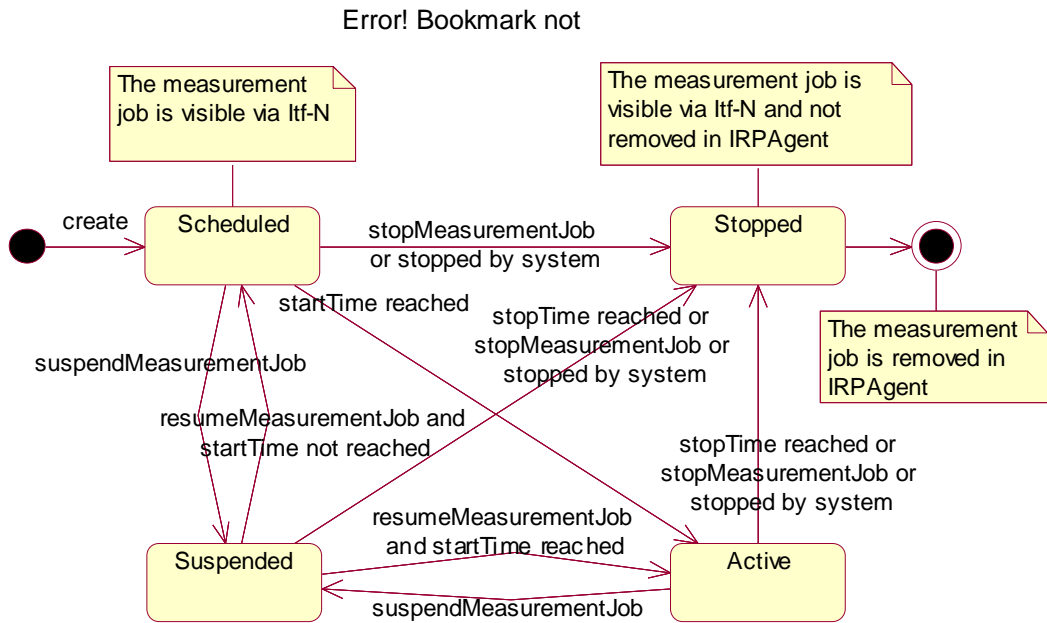 Error! Bookmark not
The measurement
job is visible via Itf-N
The measurement job is
visible via Itf-N and not
removed in IRPAgent
create
Scheduled
Stopped
stopMeasurementJob
or stopped by system
startTime reached
stopTime reached or
stopMeasurementJob or
stopped by system
The measurement
job is removed in
IRPAgent
suspendMeasurementJob
resumeMeasurementJob and
startTime not reached
stopTime reached or
stopMeasurementJob or
stopped by system
resumeMeasurementJob
and startTime reached
Suspended
Active
suspendMeasurementJob